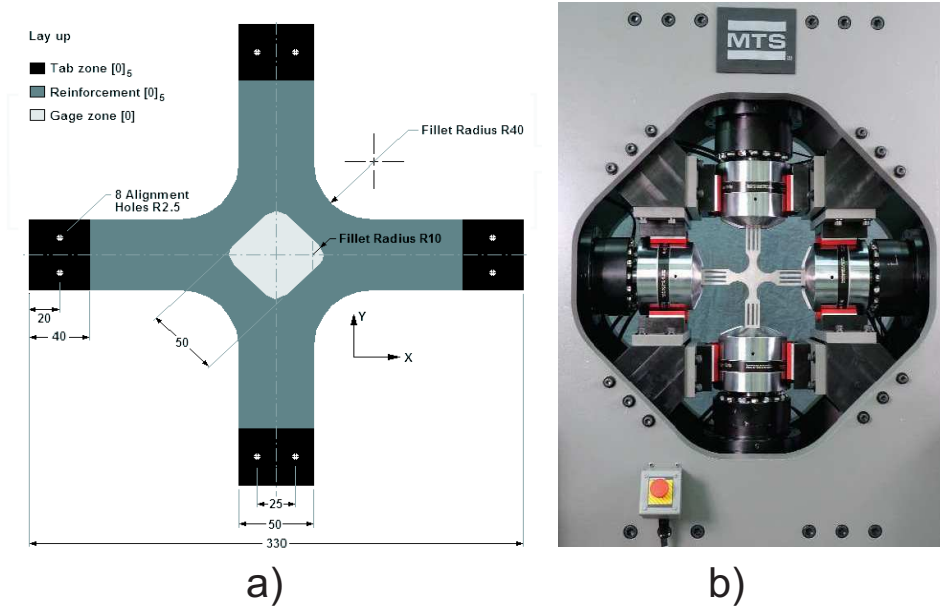 Lay up
Tab zone [0]5
Reinforcement [0]5
Gage zone [0]
Fillet Radius R40
8 Alignment
Holes R2.5
Fillet Radius R10
20
40
50
Y
X
25
50
330
a)
MTS
b)